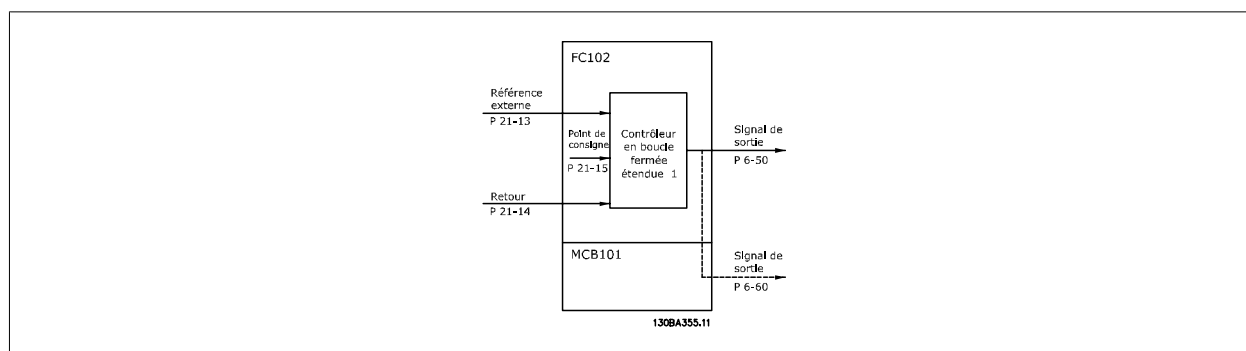 FC102
Référence
externe
P 21-13
Point de
consigne
P 21-15
Contrôleur
en boucle
fermée
étendue 1
Signal de
sortie
P 6-50
Retour
P 21-14
MCB101
Signal de
sortie
P 6-60
130BA355.11